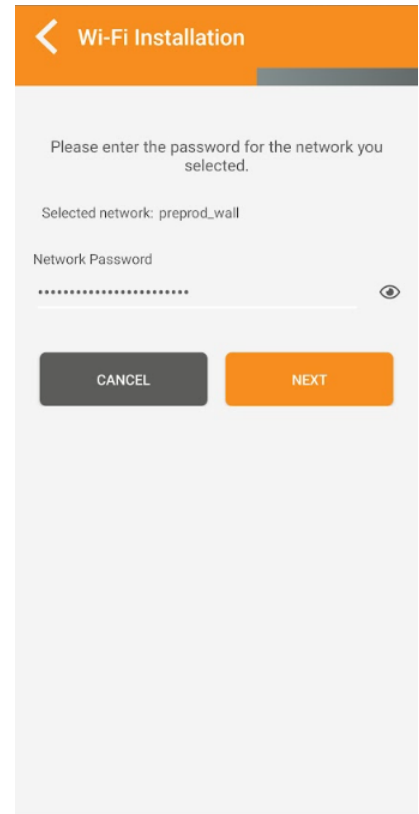 Wi-Fi Installation
Please enter the password for the network you
selected.
Selected network: preprod_wall
Network Password
••••••••••••••••••••••••
CANCEL
NEXT